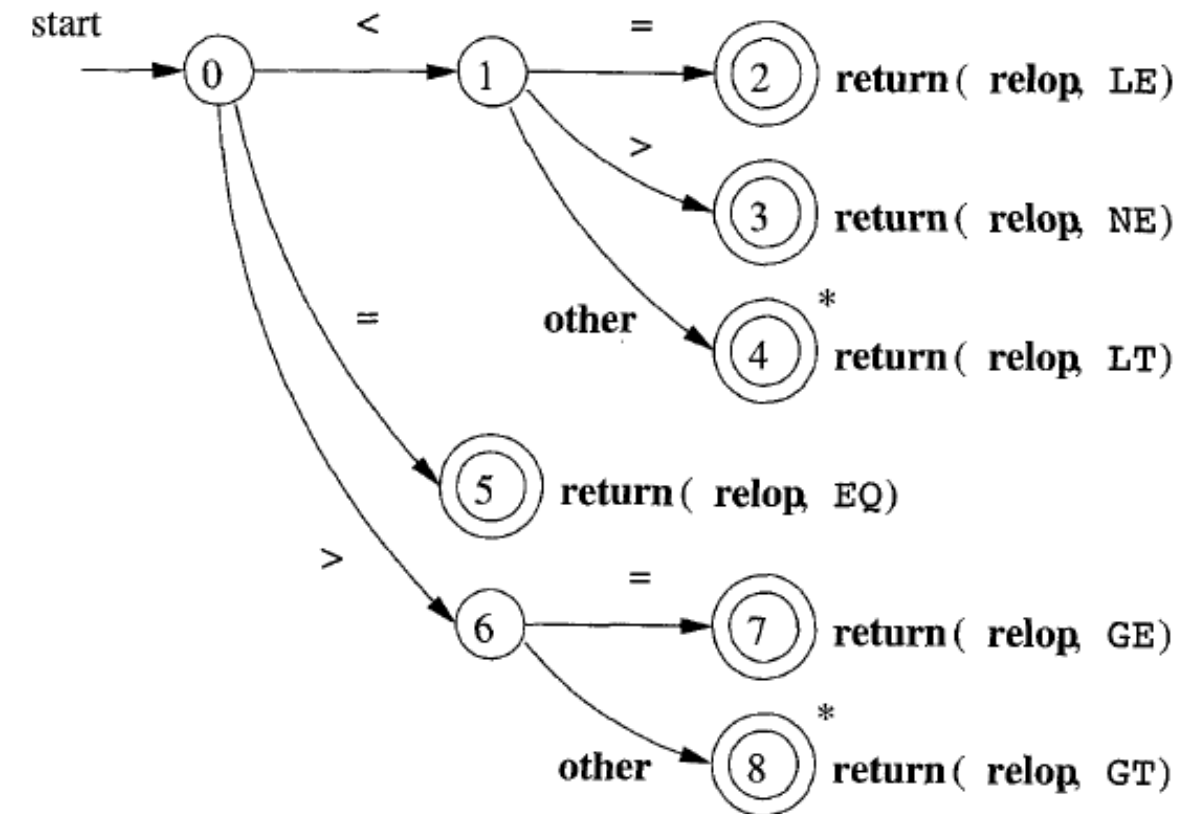 start
<
=
0
1
2
return( relop, LE)
>
3
return( relop, NE)
*
other
4
return( relop, LT)
=
5
return( relop, EQ)
>
=
6
7
return( relop, GE)
*
other
8
return( relop, GT)